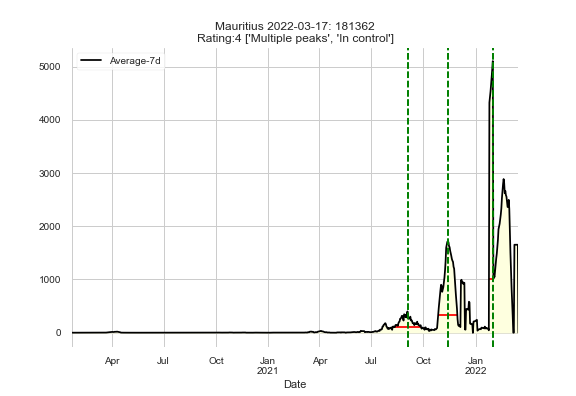 Mauritius 2022-03-17: 181362
Rating:4 ['Multiple peaks', 'In control']
Average-7d
5000
4000
3000
2000
1000
0
Apr
Jul
Oct
Jan
2021
Apr
Jul
Oct
Jan
2022
Date